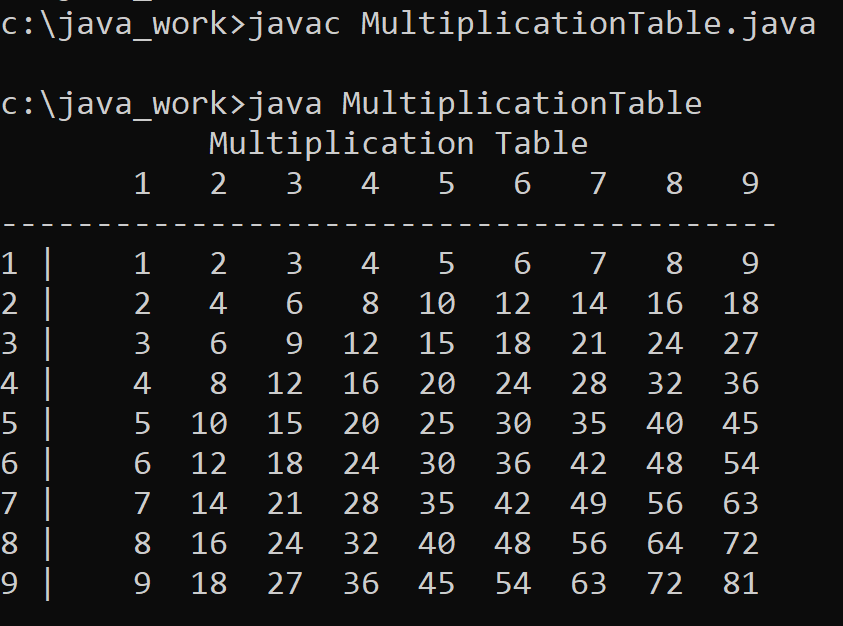 c:\java_work>javac MultiplicationTable.java
c:\java_work>java MultiplicationTable
           Multiplication Table
       1   2   3   4   5   6   7   8   9
-----------------------------------------
1 |    1   2   3   4   5   6   7   8   9
2 |    2   4   6   8  10  12  14  16  18
3 |    3   6   9  12  15  18  21  24  27
4 |    4   8  12  16  20  24  28  32  36
5 |    5  10  15  20  25  30  35  40  45
6 |    6  12  18  24  30  36  42  48  54
7 |    7  14  21  28  35  42  49  56  63
8 |    8  16  24  32  40  48  56  64  72
9 |    9  18  27  36  45  54  63  72  81